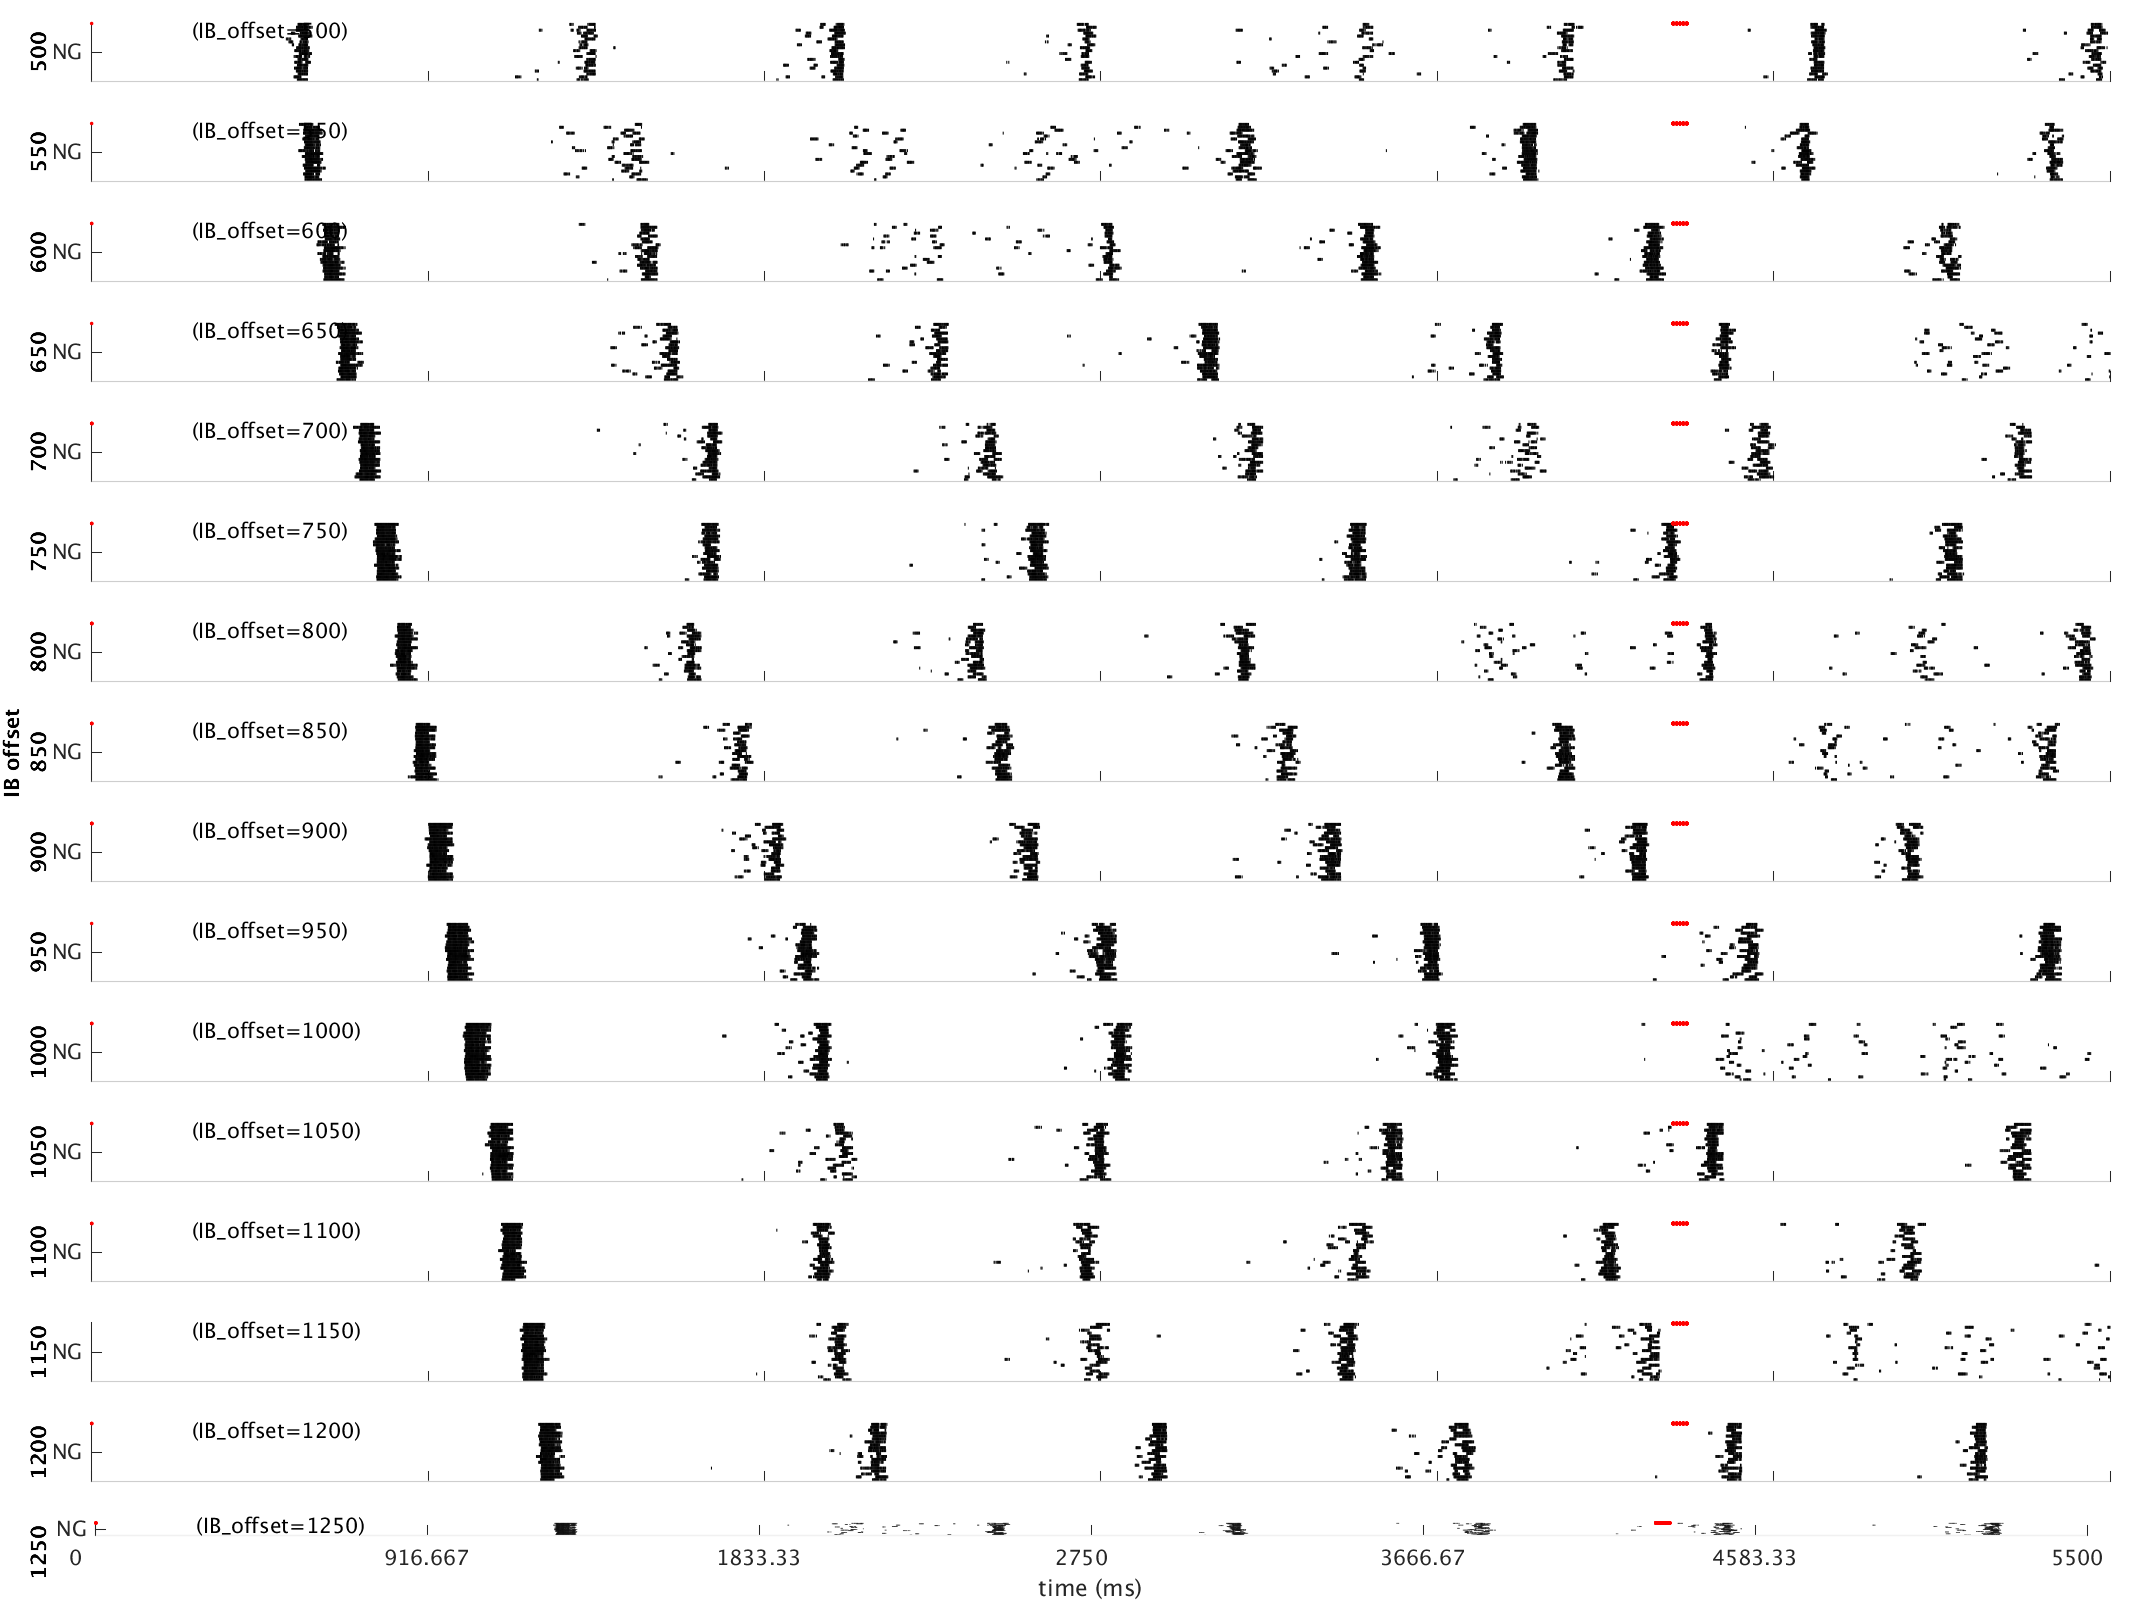 500 NG (IB_offset=500)
550 NG (IB_offset=550)
600 NG (IB_offset=600)
650 NG (IB_offset=650)
700 NG (IB_offset=700)
750 NG (IB_offset=750)
800 NG (IB_offset=800)
IB offset
850 NG (IB_offset=850)
900 NG (IB_offset=900)
950 NG (IB_offset=950)
1000 NG (IB_offset=1000)
1050 NG (IB_offset=1050)
1100 NG (IB_offset=1100)
1150 NG (IB_offset=1150)
1200 NG (IB_offset=1200)
1250 NG (IB_offset=1250)
0 916.667 1833.33 2750 3666.67 4583.33 5500
time (ms)